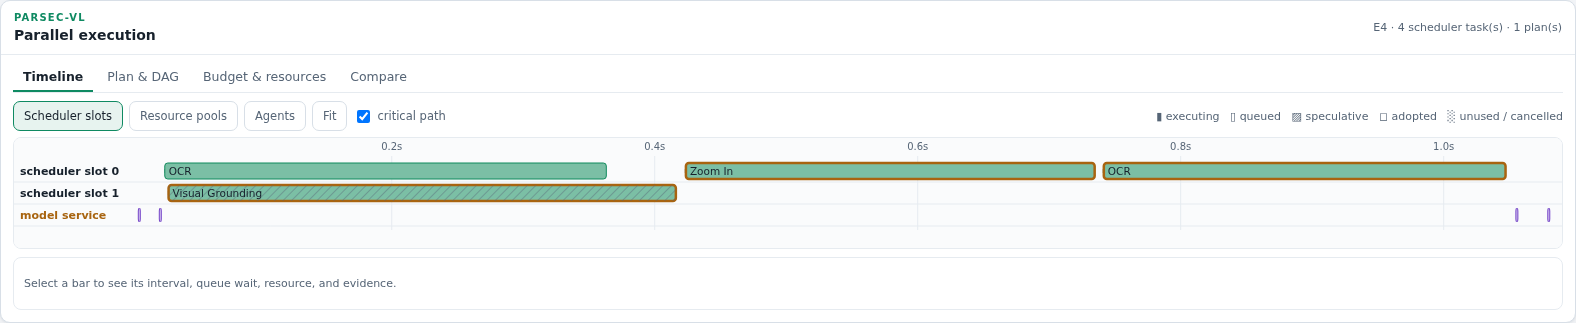 PARSEC-VL
Parallel execution
E4 · 4 scheduler task(s) · 1 plan(s)
Timeline Plan & DAG Budget & resources Compare
Scheduler slots Resource pools Agents Fit critical path
executing queued speculative adopted unused / cancelled
0.2s 0.4s 0.6s 0.8s 1.0s
scheduler slot 0 OCR Zoom In OCR
scheduler slot 1 Visual Grounding
model service
Select a bar to see its interval, queue wait, resource, and evidence.